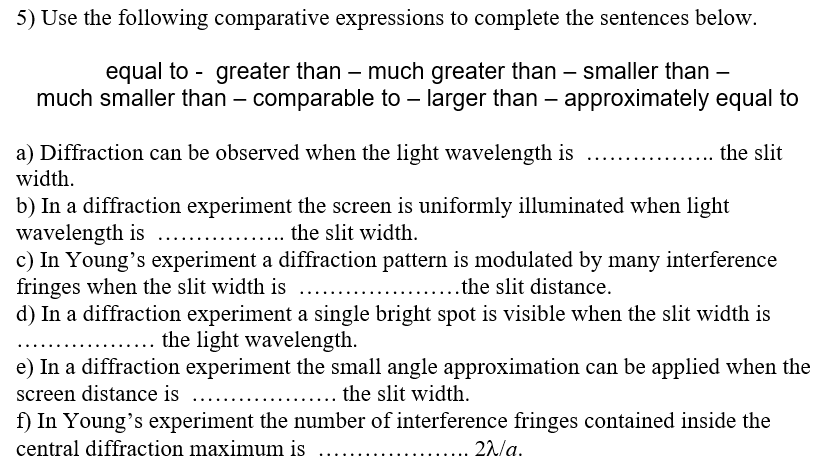 5) Use the following comparative expressions to complete the sentences below.
equal to - greater than – much greater than – smaller than –
much smaller than – comparable to – larger than – approximately equal to
a) Diffraction can be observed when the light wavelength is …………….. the slit
width.
b) In a diffraction experiment the screen is uniformly illuminated when light
wavelength is …………….. the slit width.
c) In Young’s experiment a diffraction pattern is modulated by many interference
fringes when the slit width is ………………….the slit distance.
d) In a diffraction experiment a single bright spot is visible when the slit width is
……………… the light wavelength.
e) In a diffraction experiment the small angle approximation can be applied when the
screen distance is ………………. the slit width.
f) In Young’s experiment the number of interference fringes contained inside the
central diffraction maximum is ……………….. 2λ/a.